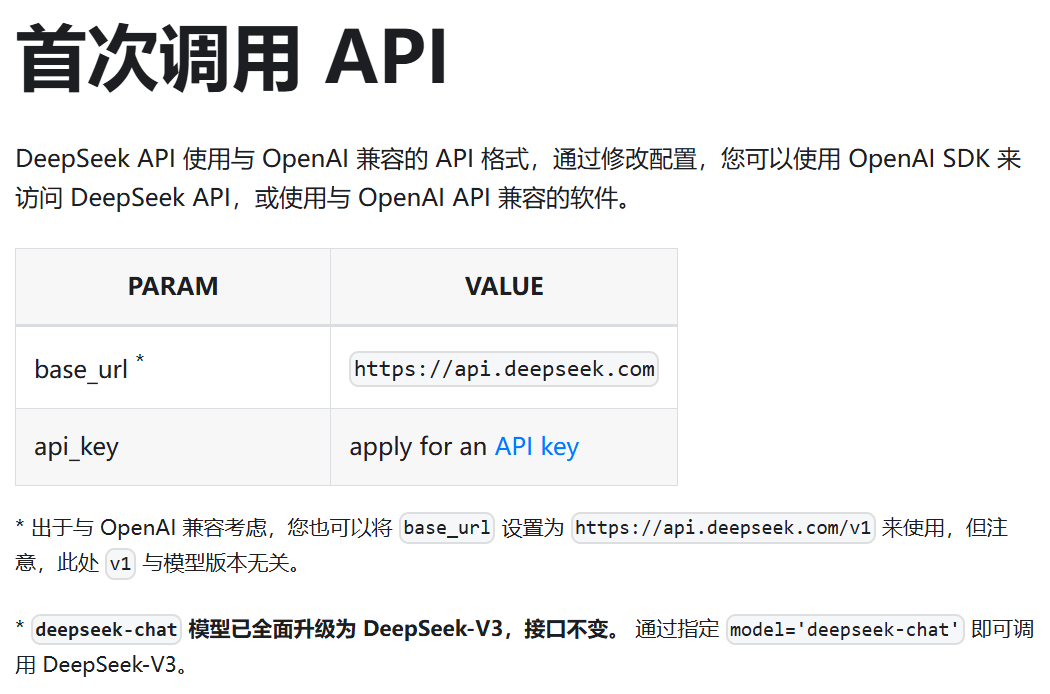 首次调用 API
DeepSeek API 使用与 OpenAI 兼容的 API 格式，通过修改配置，您可以使用 OpenAI SDK 来
访问 DeepSeek API，或使用与 OpenAI API 兼容的软件。
PARAM VALUE
base_url * https://api.deepseek.com
api_key apply for an API key
* 出于与 OpenAI 兼容考虑，您也可以将 base_url 设置为 https://api.deepseek.com/v1 来使用，但注
意，此处 v1 与模型版本无关。
* deepseek-chat 模型已全面升级为 DeepSeek-V3，接口不变。 通过指定 model='deepseek-chat' 即可调
用 DeepSeek-V3。